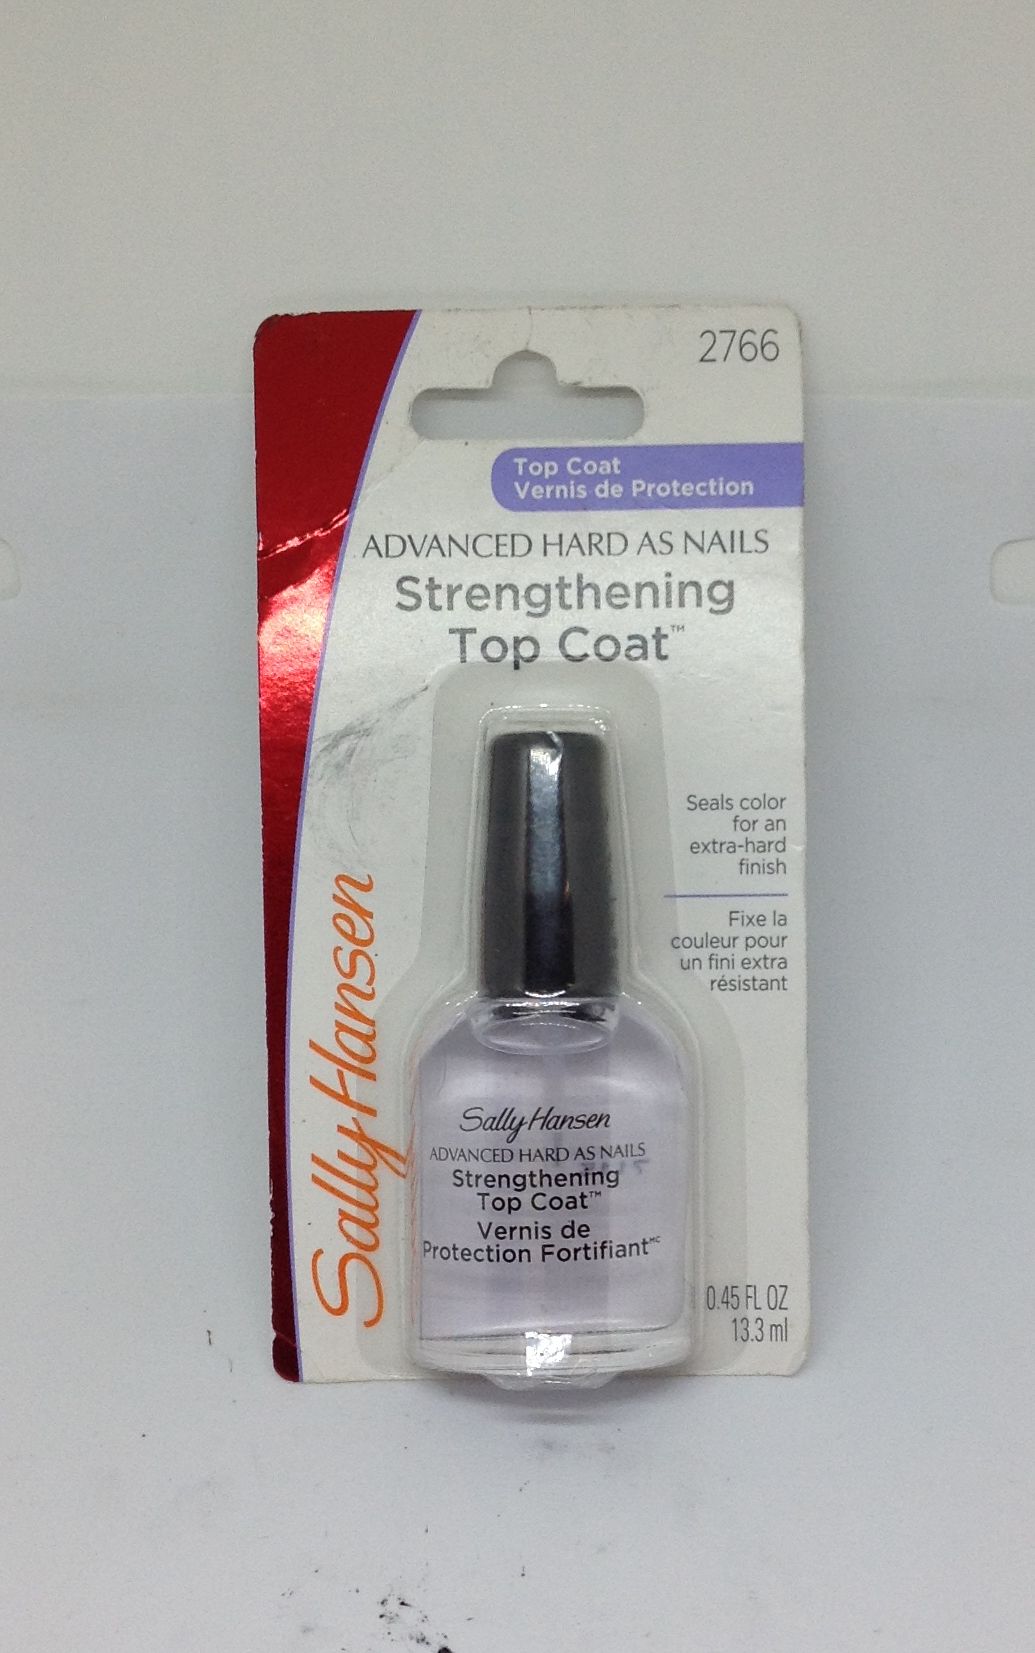 2766
Top Coat
Vernis de Protection
ADVANCED HARD AS NAILS
Strengthening
Top Coat™
Seals color
for an
extra-hard
finish
Fixe la
couleur pour
un fini extra
résistant
Sally Hansen
Sally Hansen
ADVANCED HARD AS NAILS
Strengthening
Top Coat™
Vernis de
Protection Fortifiant MC
0.45 FL OZ
13.3 ml